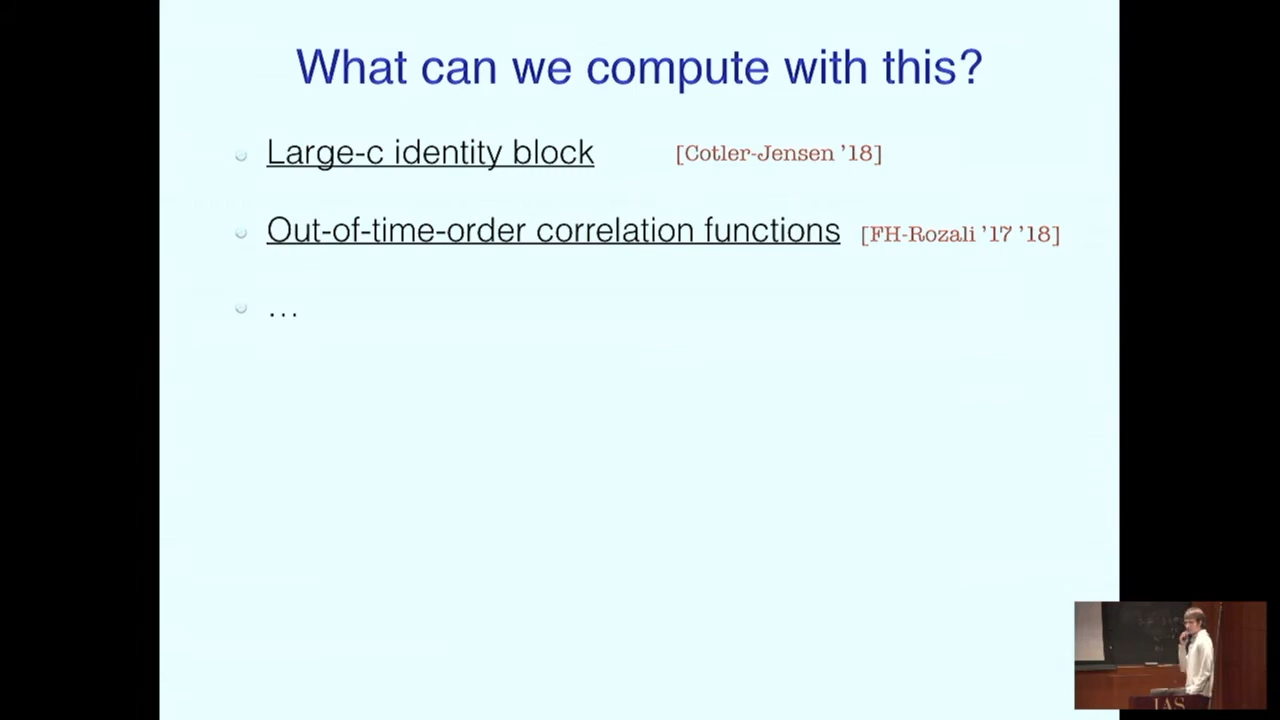 What can we compute with this?
Large-c identity block [Cotler-Jensen ’18]
Out-of-time-order correlation functions [FH-Rozali ’17 ’18]
...
IAS